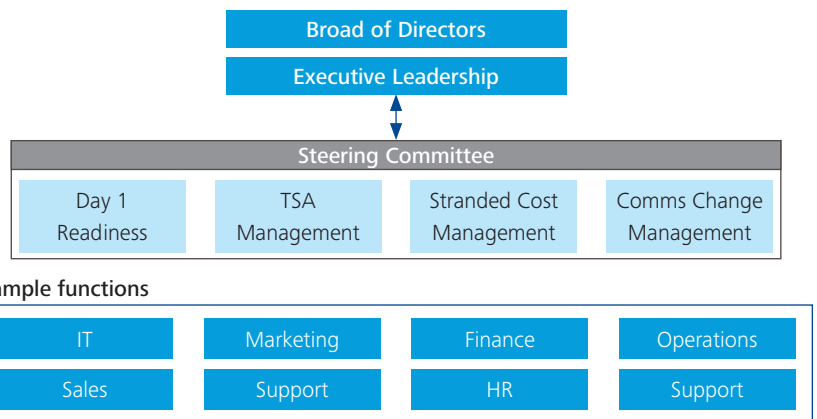 Broad of Directors
Executive Leadership
Steering Committee
Day 1 Readiness
TSA Management
Stranded Cost Management
Comms Change Management
ample functions
IT
Marketing
Finance
Operations
Sales
Support
HR
Support